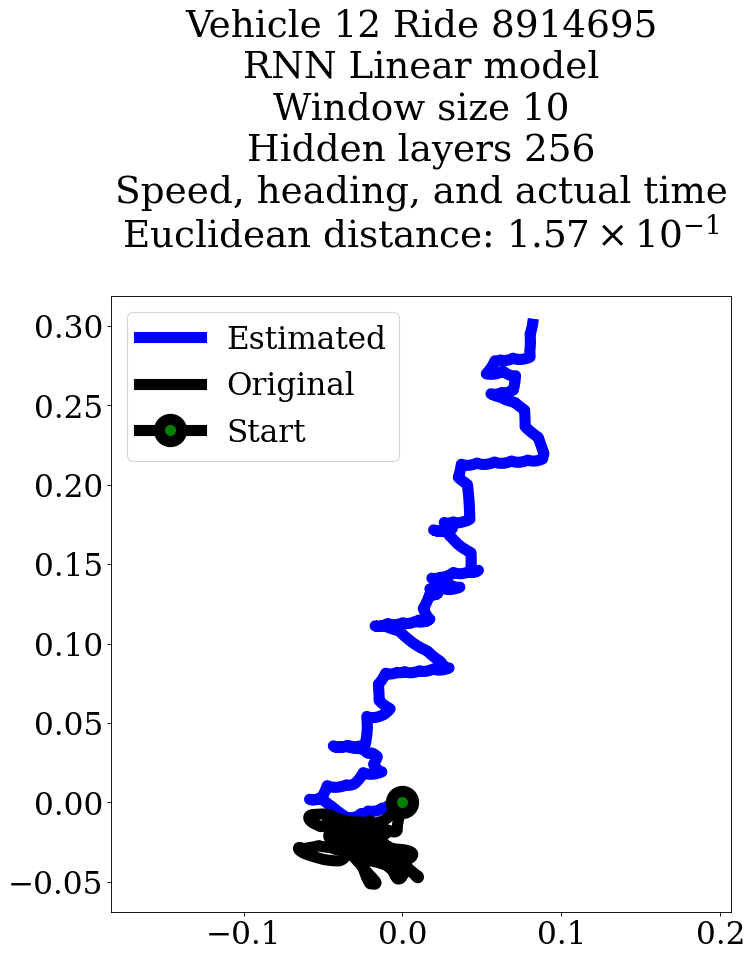 Vehicle 12 Ride 8914695
RNN Linear model
Window size 10
Hidden layers 256
Speed, heading, and actual time
Euclidean distance: 1.57 × 10⁻¹
Estimated
Original
Start
0.30
0.25
0.20
0.15
0.10
0.05
0.00
−0.05
−0.1 0.0 0.1 0.2